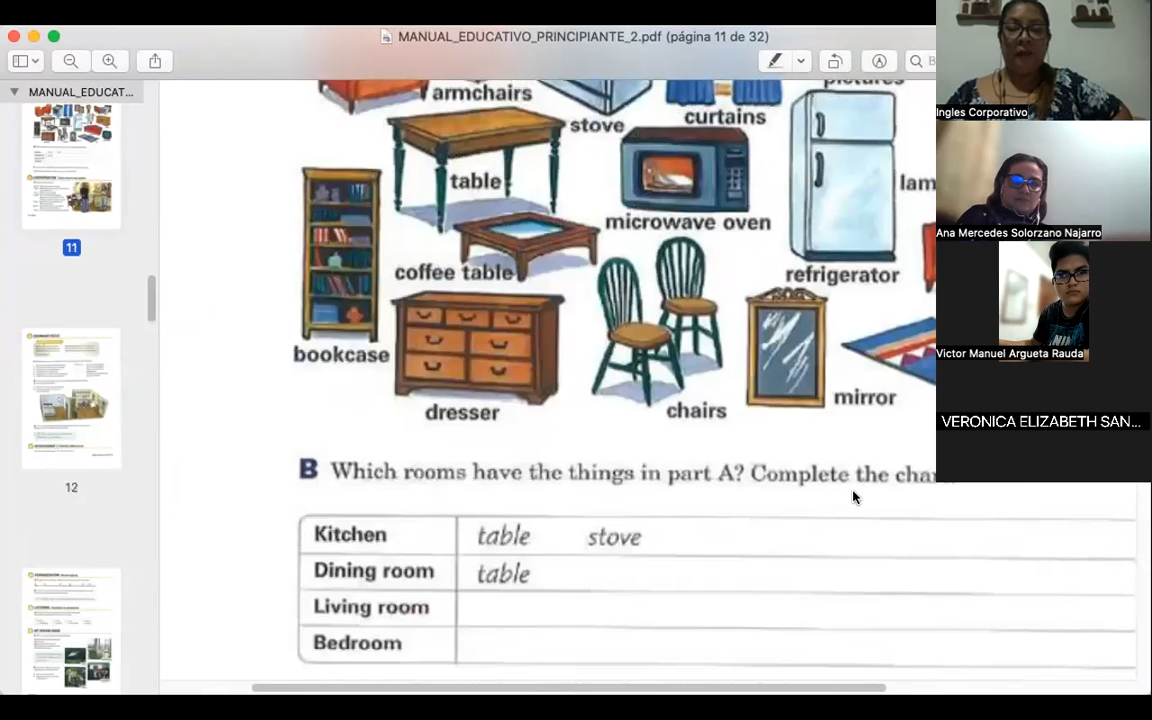 MANUAL_EDUCATIVO_PRINCIPIANTE_2.pdf (página 11 de 32)
MANUAL_EDUCAT...
11
12
armchairs
stove
curtains
pictures
table
microwave oven
coffee table
refrigerator
bookcase
dresser
chairs
mirror
B Which rooms have the things in part A? Complete the
Kitchen table stove
Dining room table
Living room
Bedroom
Ingles Corporativo
Ana Mercedes Solorzano Najarro
Victor Manuel Argueta Rauda
VERONICA ELIZABETH SAN...